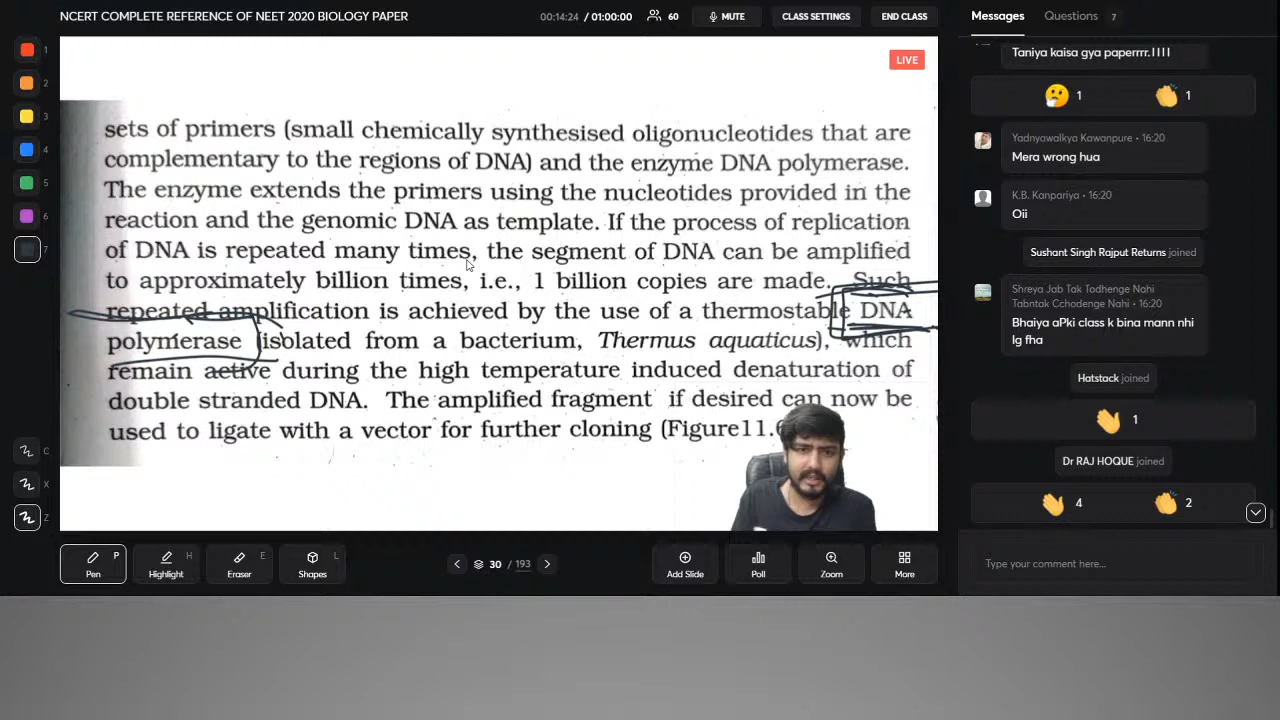 NCERT COMPLETE REFERENCE OF NEET 2020 BIOLOGY PAPER
00:14:24 / 01:00:00
60
MUTE
CLASS SETTINGS
END CLASS
1
2
3
4
5
6
7
C
X
Z
LIVE
sets of primers (small chemically synthesised oligonucleotides that are
complementary to the regions of DNA) and the enzyme DNA polymerase.
The enzyme extends the primers using the nucleotides provided in the
reaction and the genomic DNA as template. If the process of replication
of DNA is repeated many times, the segment of DNA can be amplified
to approximately billion times, i.e., 1 billion copies are made. Such
repeated amplification is achieved by the use of a thermostable DNA
polymerase (isolated from a bacterium, Thermus aquaticus), which
remain active during the high temperature induced denaturation of
double stranded DNA. The amplified fragment if desired can now be
used to ligate with a vector for further cloning (Figure11.6
Pen P
Highlight H
Eraser E
Shapes L
30 / 193
Add Slide
Poll
Zoom
More
Messages
Questions 7
Taniya kaisa gya paperrrr.!!!!
1
1
Yadnyawalkya Kawanpure • 16:20
Mera wrong hua
K.B. Kanpariya • 16:20
Oii
Sushant Singh Rajput Returns joined
Shreya Jab Tak Todhenge Nahi
Tabntak Cchodenge Nahi • 16:20
Bhaiya aPki class k bina mann nhi
lg fha
Hatstack joined
1
Dr RAJ HOQUE joined
4
2
Type your comment here...